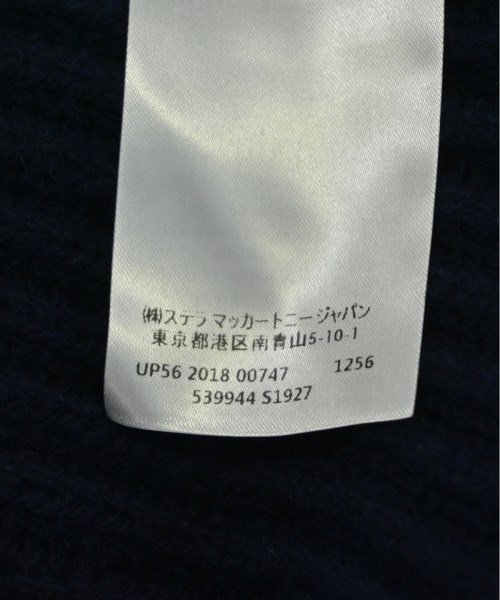 ㈱ステラ マッカートニージャパン
東京都港区南青山5-10-1
UP56 2018 00747 1256
539944 S1927